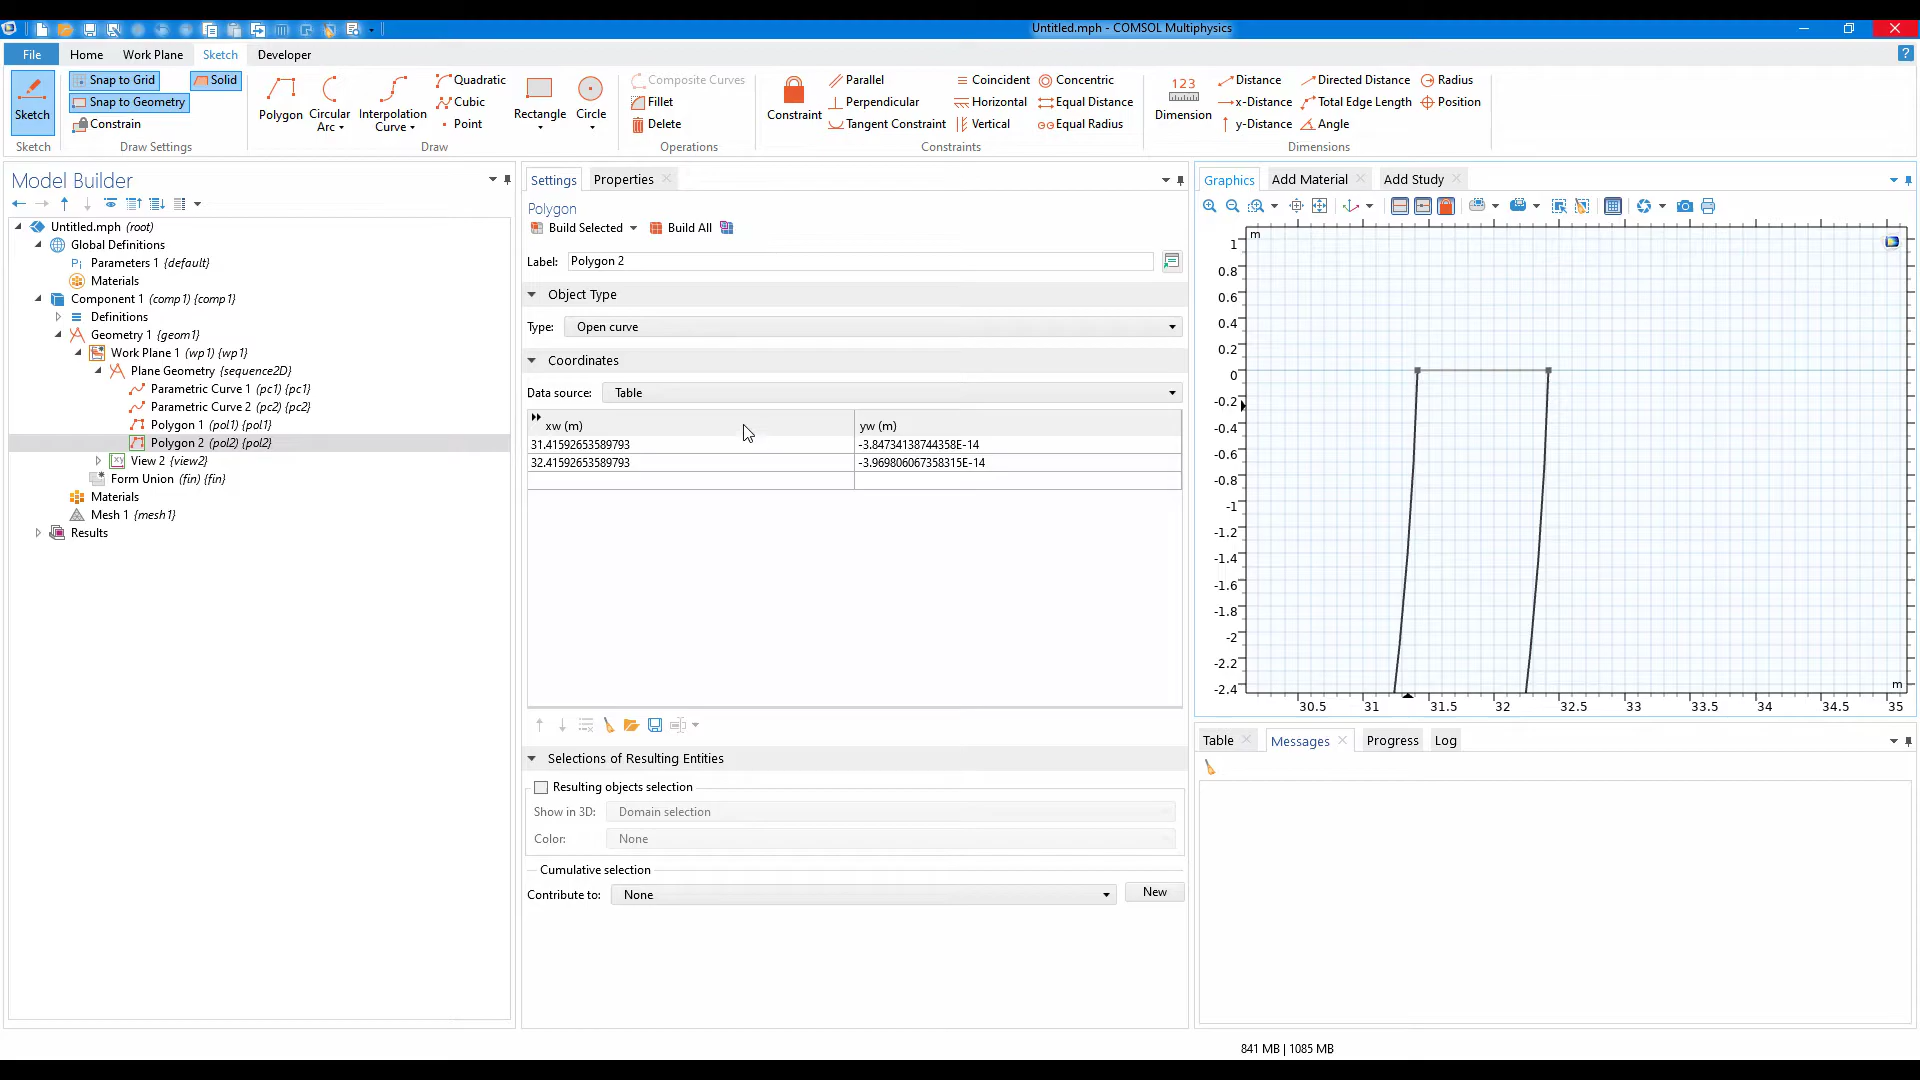 Untitled.mph - COMSOL Multiphysics
File Home Work Plane Sketch Developer
Sketch
Sketch
Snap to Grid Solid
Snap to Geometry
Constrain
Draw Settings
Polygon
Circular Arc
Interpolation Curve
Quadratic
Cubic
Point
Rectangle
Circle
Draw
Composite Curves
Fillet
Delete
Operations
Constraint
Parallel Coincident Concentric
Perpendicular Horizontal Equal Distance
Tangent Constraint Vertical Equal Radius
Constraints
123
Dimension
Distance Directed Distance Radius
x-Distance Total Edge Length Position
y-Distance Angle
Dimensions
Model Builder
Untitled.mph (root)
Global Definitions
Pi Parameters 1 (default)
Materials
Component 1 (comp1) {comp1}
Definitions
Geometry 1 {geom1}
Work Plane 1 (wp1) {wp1}
Plane Geometry {sequence2D}
Parametric Curve 1 (pc1) {pc1}
Parametric Curve 2 (pc2) {pc2}
Polygon 1 (pol1) {pol1}
Polygon 2 (pol2) {pol2}
xy View 2 {view2}
Form Union (fin) {fin}
Materials
Mesh 1 {mesh1}
Results
Settings Properties
Polygon
Build Selected Build All
Label: Polygon 2
Object Type
Type: Open curve
Coordinates
Data source: Table
xw (m) yw (m)
31.41592653589793 -3.84734138744358E-14
32.41592653589793 -3.969806067358315E-14
Selections of Resulting Entities
Resulting objects selection
Show in 3D: Domain selection
Color: None
Cumulative selection
Contribute to: None New
Graphics Add Material Add Study
m
1
0.8
0.6
0.4
0.2
0
-0.2
-0.4
-0.6
-0.8
-1
-1.2
-1.4
-1.6
-1.8
-2
-2.2
-2.4
m
30.5 31 31.5 32 32.5 33 33.5 34 34.5 35
Table Messages Progress Log
841 MB | 1085 MB